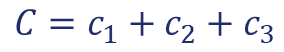 C = c₁ + c₂ + c₃